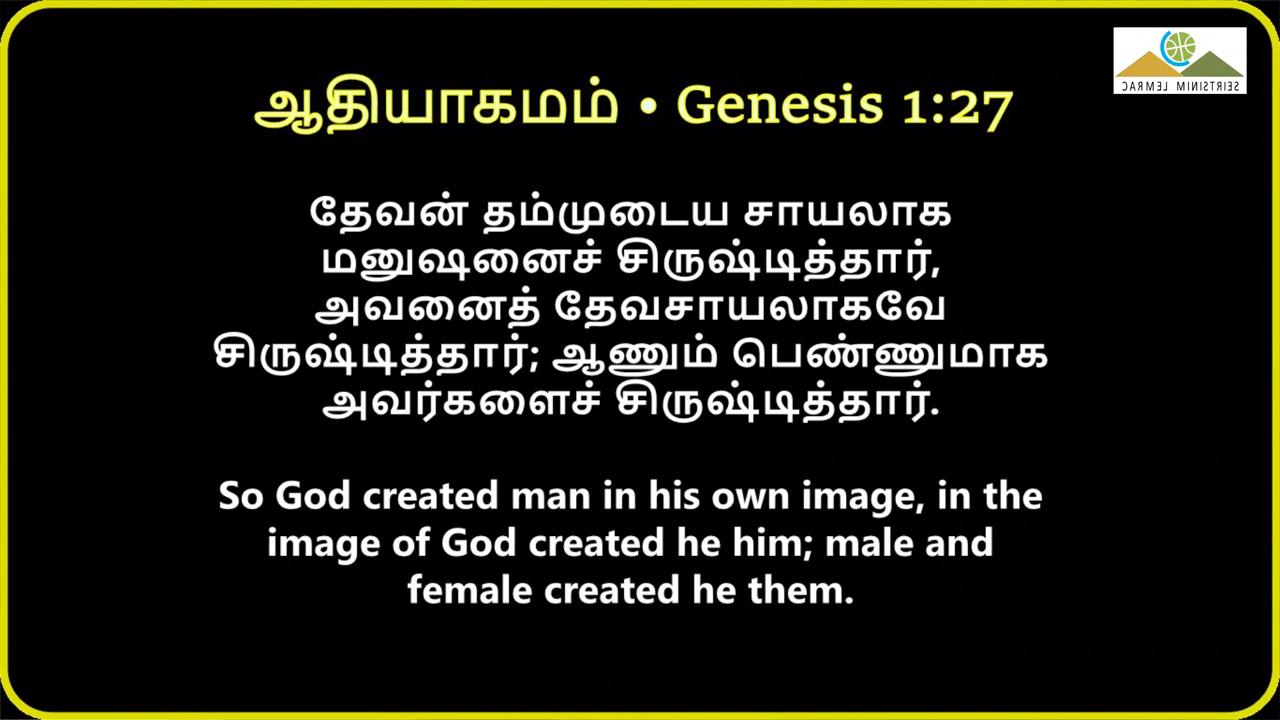 ஆதியாகமம் • Genesis 1:27
CARMEL MINISTSRIES
தேவன் தம்முடைய சாயலாக
மனுஷனைச் சிருஷ்டித்தார்,
அவனைத் தேவசாயலாகவே
சிருஷ்டித்தார்; ஆணும் பெண்ணுமாக
அவர்களைச் சிருஷ்டித்தார்.
So God created man in his own image, in the
image of God created he him; male and
female created he them.